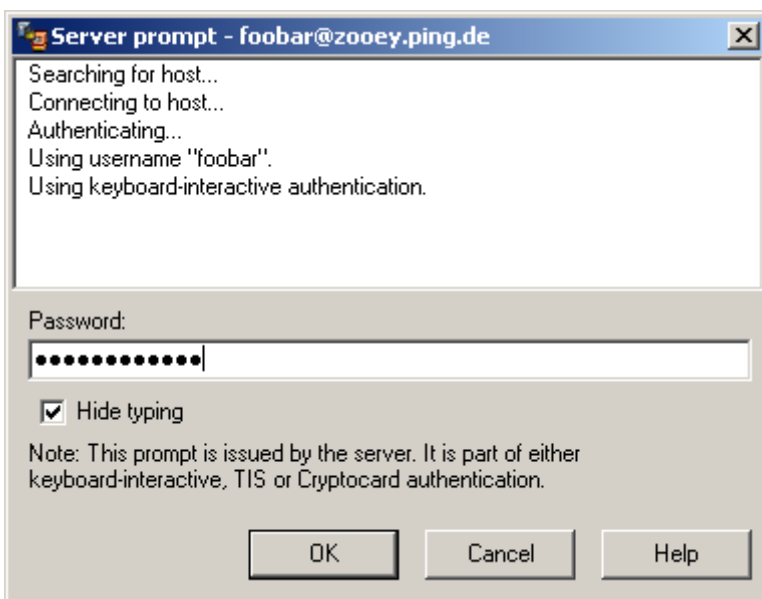 Server prompt - foobar@zooey.ping.de
Searching for host...
Connecting to host...
Authenticating...
Using username "foobar".
Using keyboard-interactive authentication.
Password:
●●●●●●●●●●●●
Hide typing
Note: This prompt is issued by the server. It is part of either
keyboard-interactive, TIS or Cryptocard authentication.
OK Cancel Help